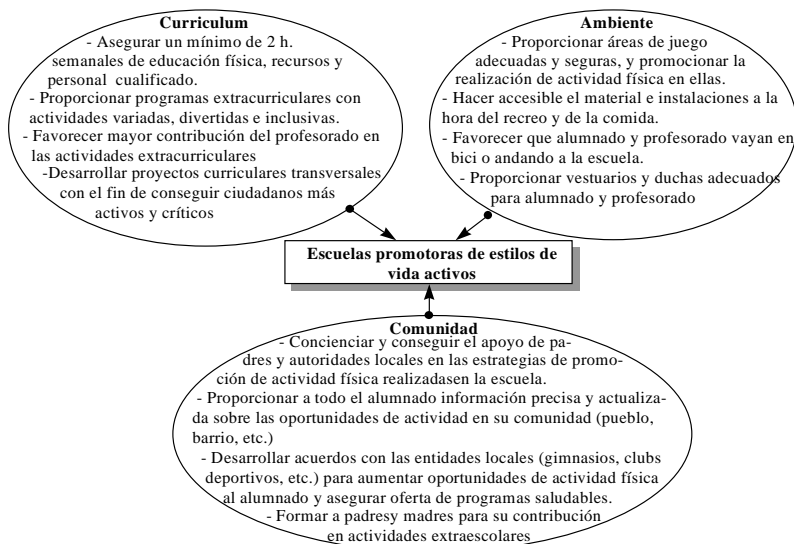 Curriculum
- Asegurar un mínimo de 2 h.
semanales de educación física, recursos y
personal cualificado.
- Proporcionar programas extracurriculares con
actividades variadas, divertidas e inclusivas.
- Favorecer mayor contribución del profesorado en
las actividades extracurriculares
-Desarrollar proyectos curriculares transversales
con el fin de conseguir ciudadanos más
activos y críticos
Ambiente
- Proporcionar áreas de juego
adecuadas y seguras, y promocionar la
realización de actividad física en ellas.
- Hacer accesible el material e instalaciones a la
hora del recreo y de la comida.
- Favorecer que alumnado y profesorado vayan en
bici o andando a la escuela.
- Proporcionar vestuarios y duchas adecuados
para alumnado y profesorado
Escuelas promotoras de estilos de
vida activos
Comunidad
- Concienciar y conseguir el apoyo de pa-
dres y autoridades locales en las estrategias de promo-
ción de actividad física realizadasen la escuela.
- Proporcionar a todo el alumnado información precisa y actualiza-
da sobre las oportunidades de actividad en su comunidad (pueblo,
barrio, etc.)
- Desarrollar acuerdos con las entidades locales (gimnasios, clubs
deportivos, etc.) para aumentar oportunidades de actividad física
al alumnado y asegurar oferta de programas saludables.
- Formar a padresy madres para su contribución
en actividades extraescolares